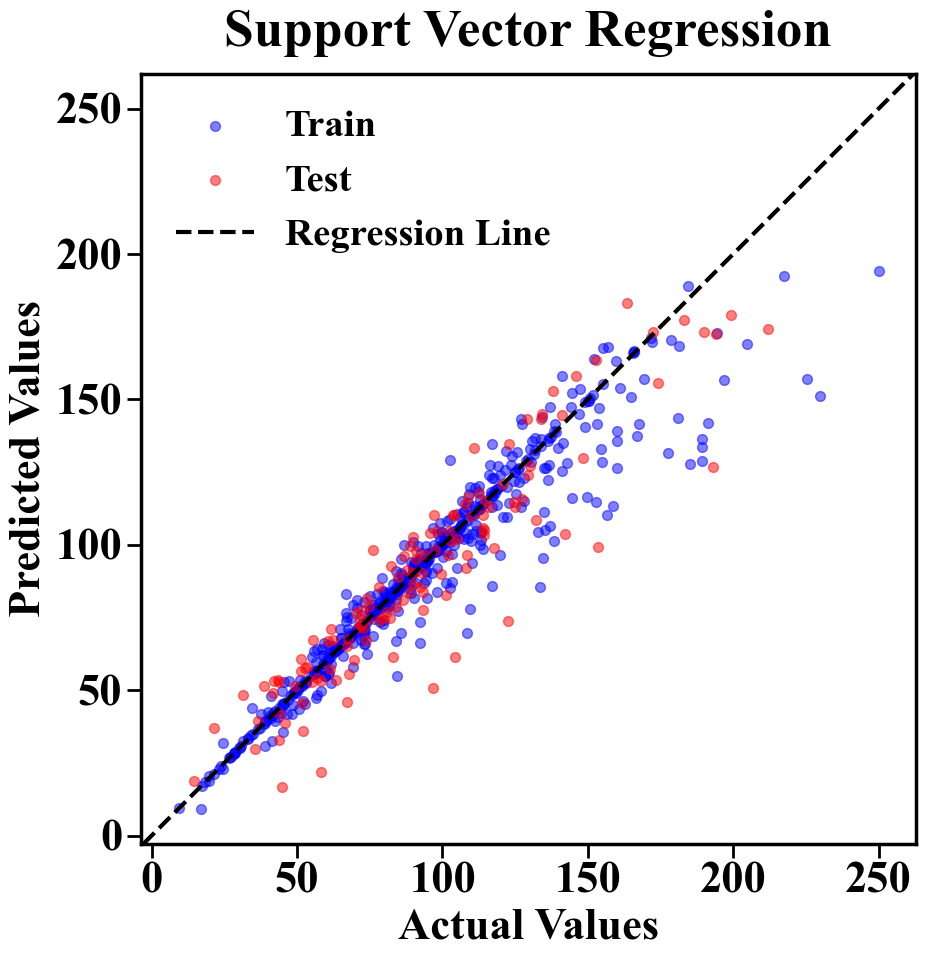 Support Vector Regression
250
Train
Test
Regression Line
200
150
100
50
0
Predicted Values
0 50 100 150 200 250
Actual Values